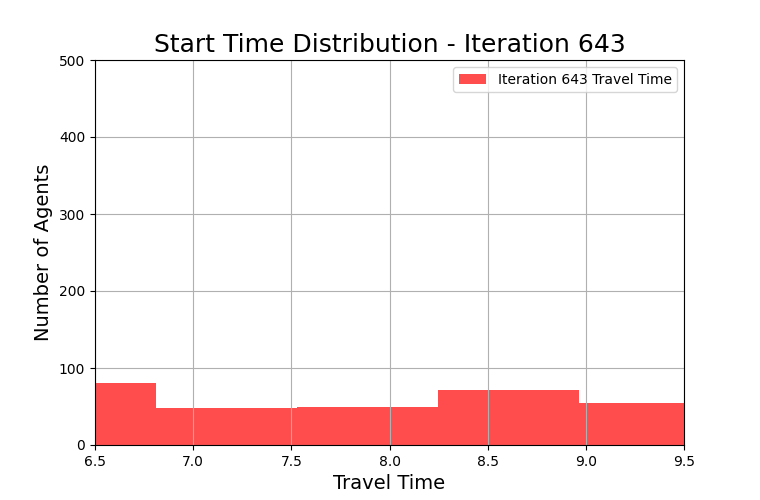 Start Time Distribution - Iteration 643
Iteration 643 Travel Time
Number of Agents
500
400
300
200
100
0
6.5 7.0 7.5 8.0 8.5 9.0 9.5
Travel Time